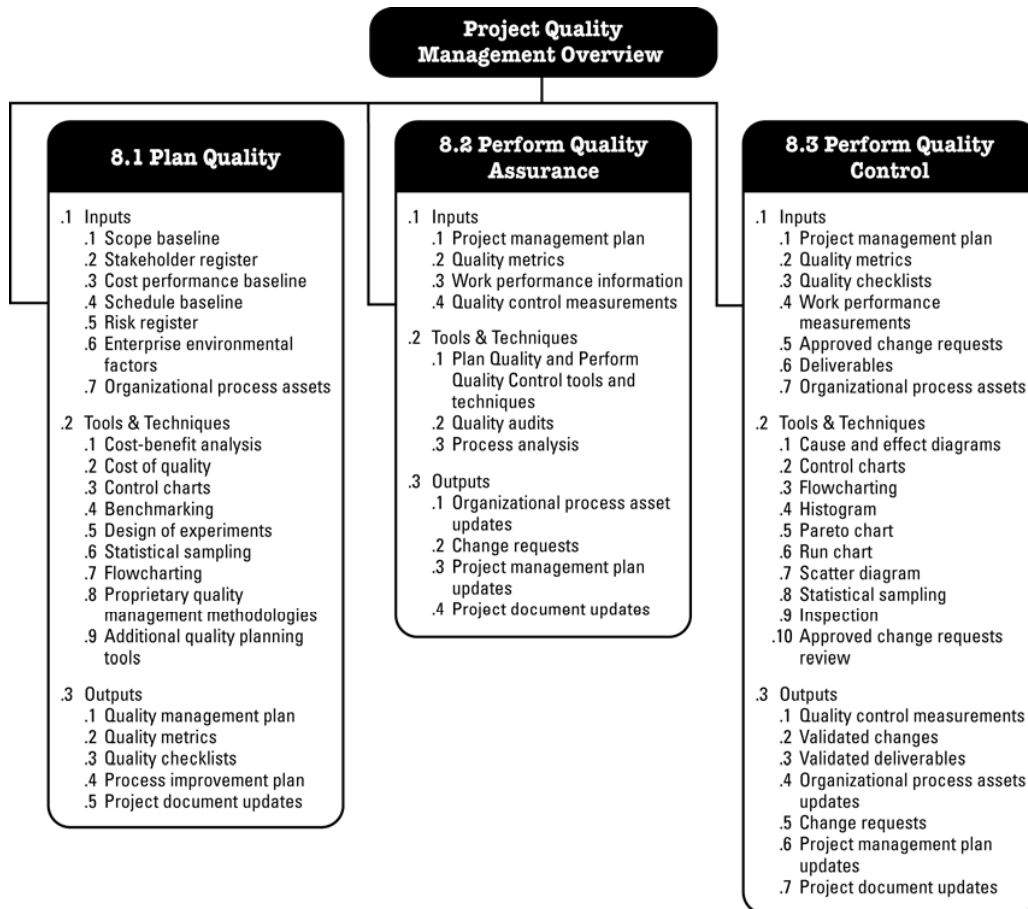 Project Quality
Management Overview
8.1 Plan Quality
.1 Inputs
.1 Scope baseline
.2 Stakeholder register
.3 Cost performance baseline
.4 Schedule baseline
.5 Risk register
.6 Enterprise environmental
factors
.7 Organizational process assets
.2 Tools & Techniques
.1 Cost-benefit analysis
.2 Cost of quality
.3 Control charts
.4 Benchmarking
.5 Design of experiments
.6 Statistical sampling
.7 Flowcharting
.8 Proprietary quality
management methodologies
.9 Additional quality planning
tools
.3 Outputs
.1 Quality management plan
.2 Quality metrics
.3 Quality checklists
.4 Process improvement plan
.5 Project document updates
8.2 Perform Quality
Assurance
.1 Inputs
.1 Project management plan
.2 Quality metrics
.3 Work performance information
.4 Quality control measurements
.2 Tools & Techniques
.1 Plan Quality and Perform
Quality Control tools and
techniques
.2 Quality audits
.3 Process analysis
.3 Outputs
.1 Organizational process asset
updates
.2 Change requests
.3 Project management plan
updates
.4 Project document updates
8.3 Perform Quality
Control
.1 Inputs
.1 Project management plan
.2 Quality metrics
.3 Quality checklists
.4 Work performance
measurements
.5 Approved change requests
.6 Deliverables
.7 Organizational process assets
.2 Tools & Techniques
.1 Cause and effect diagrams
.2 Control charts
.3 Flowcharting
.4 Histogram
.5 Pareto chart
.6 Run chart
.7 Scatter diagram
.8 Statistical sampling
.9 Inspection
.10 Approved change requests
review
.3 Outputs
.1 Quality control measurements
.2 Validated changes
.3 Validated deliverables
.4 Organizational process assets
updates
.5 Change requests
.6 Project management plan
updates
.7 Project document updates